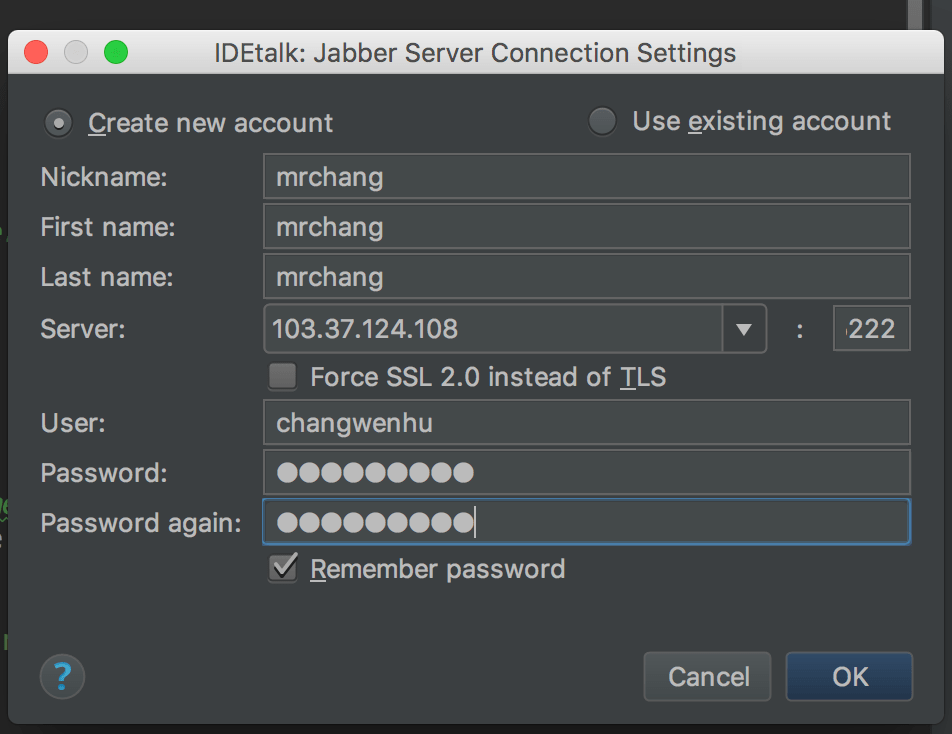 IDEtalk: Jabber Server Connection Settings
Create new account Use existing account
Nickname: mrchang
First name: mrchang
Last name: mrchang
Server: 103.37.124.108 : 222
Force SSL 2.0 instead of TLS
User: changwenhu
Password: ●●●●●●●●●
Password again: ●●●●●●●●●
Remember password
? Cancel OK